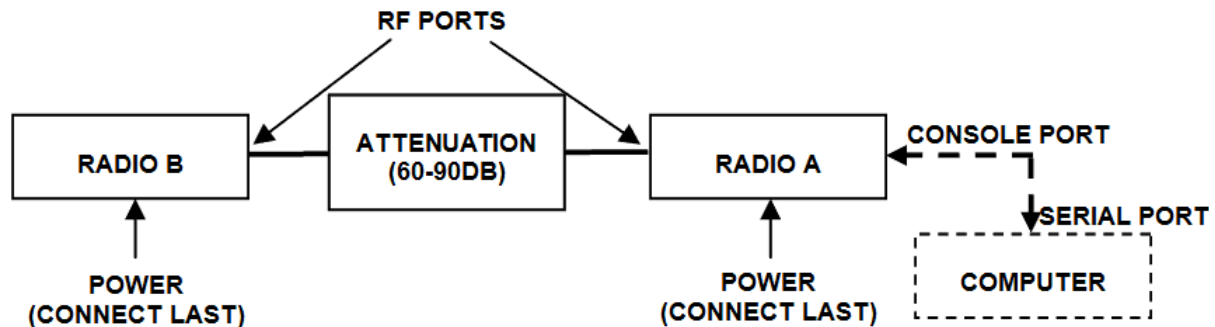 RF PORTS
RADIO B
ATTENUATION
(60-90DB)
RADIO A
CONSOLE PORT
SERIAL PORT
COMPUTER
POWER
(CONNECT LAST)
POWER
(CONNECT LAST)